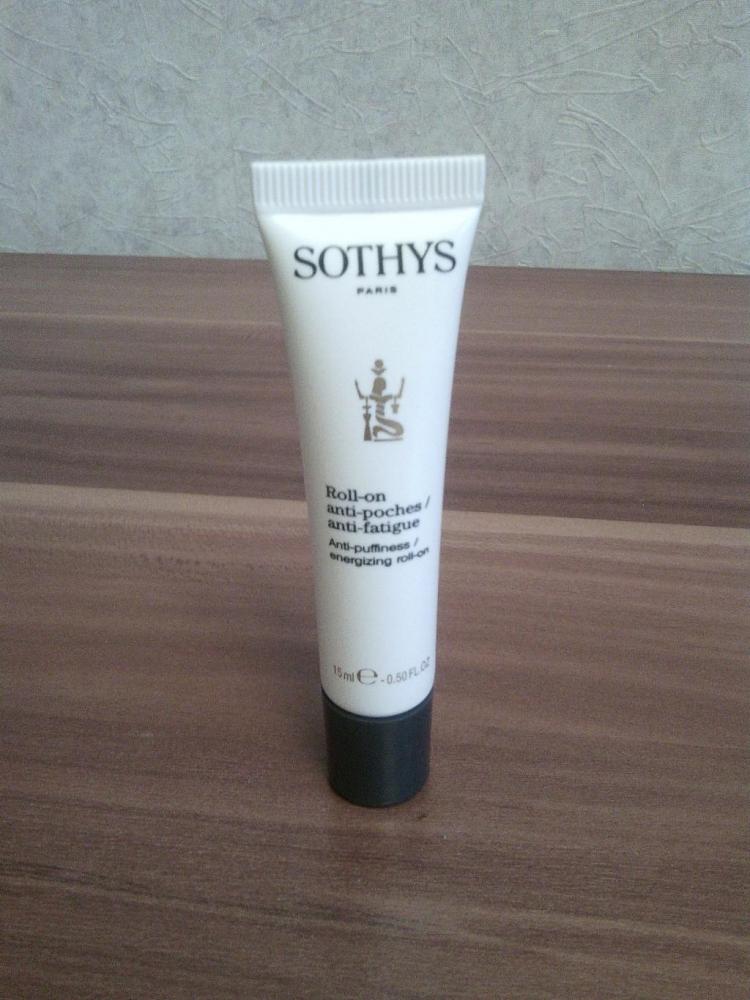 SOTHYS
PARIS
Roll-on
anti-poches /
anti-fatigue
Anti-puffiness /
energizing roll-on
15 ml e - 0.50 FL.OZ